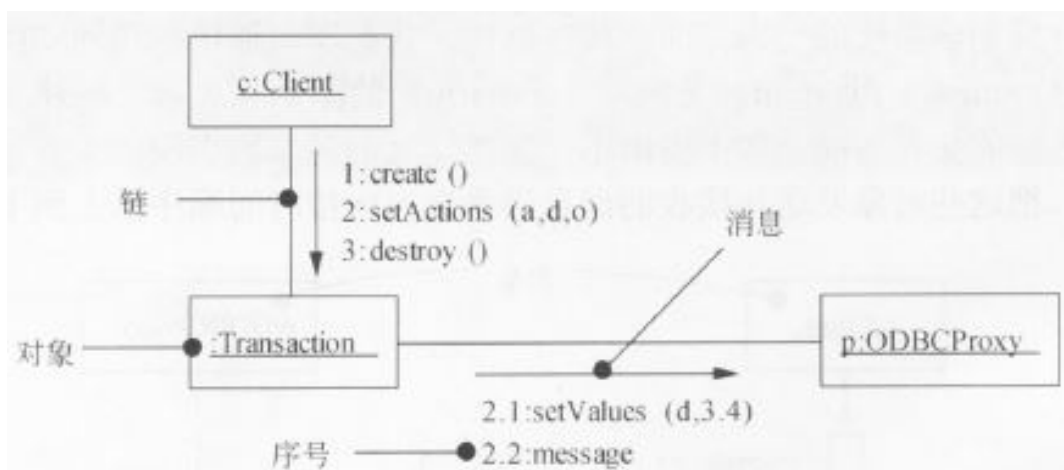 c:Client
1:create ()
2: setActions (a,d,o)
3:destroy ()
链
消息
对象
:Transaction
p:ODBCProxy
2.1:setValues (d,3.4)
序号
2.2:message